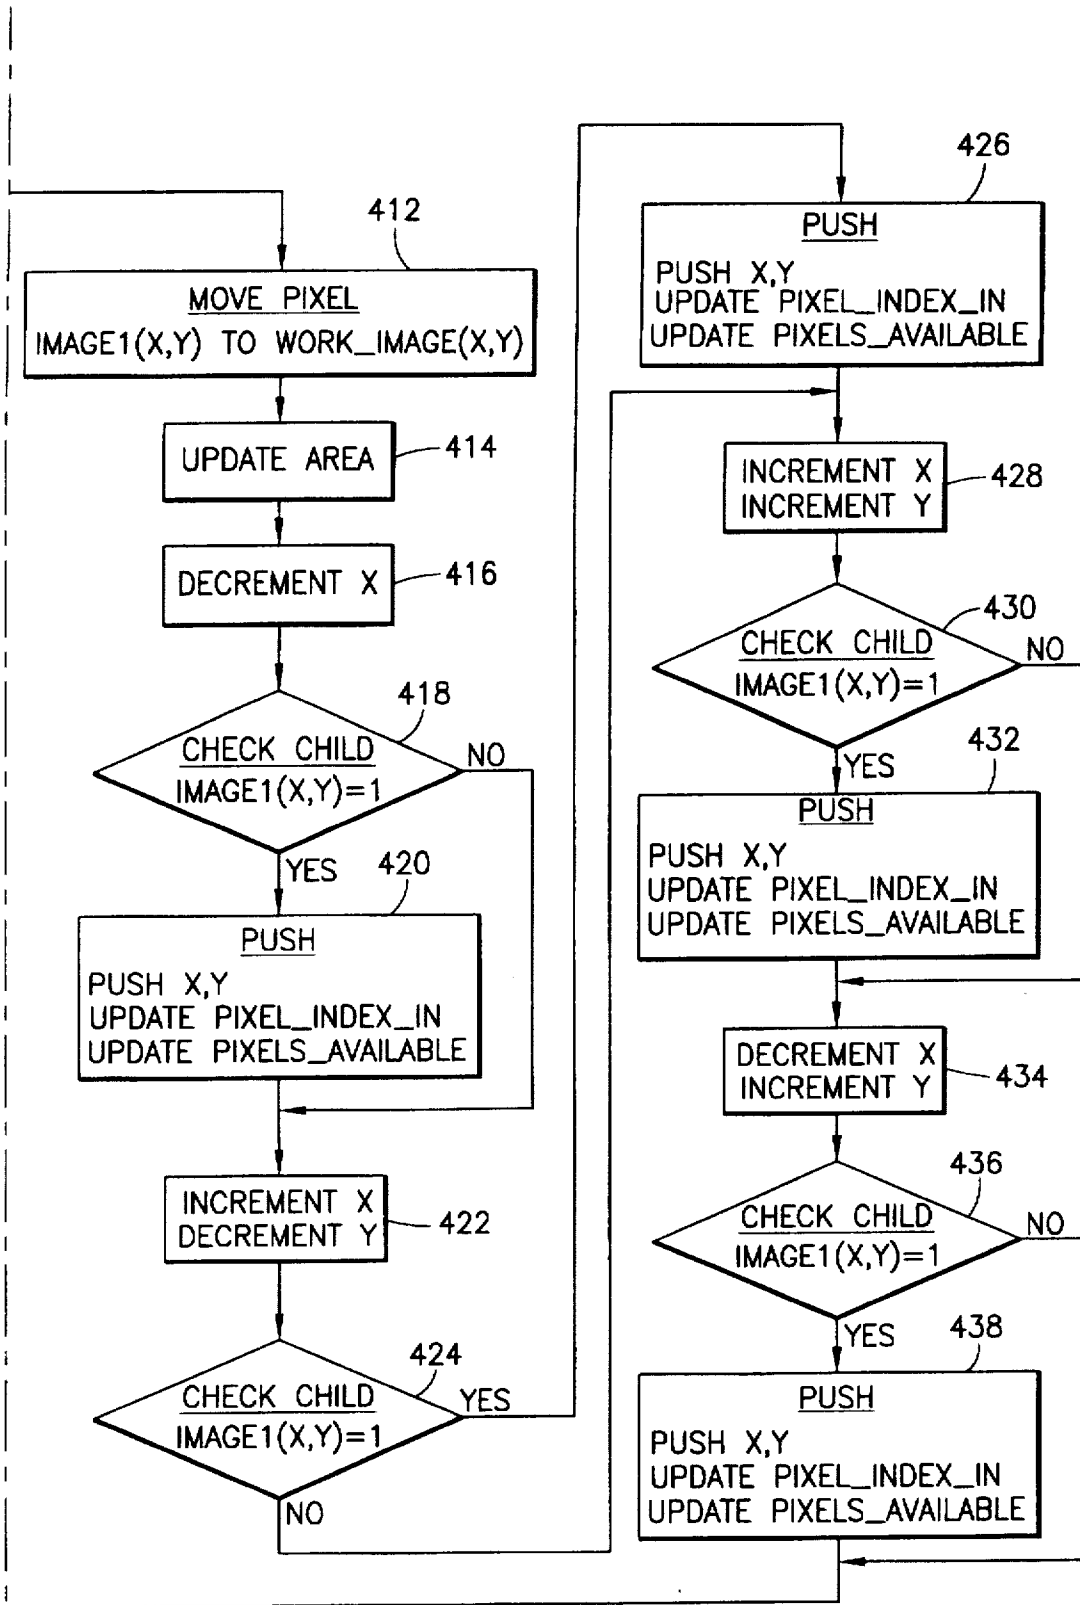 412
MOVE PIXEL
IMAGE1(X,Y) TO WORK_IMAGE(X,Y)
UPDATE AREA
414
DECREMENT X
416
418
CHECK CHILD
IMAGE1(X,Y)=1
NO
YES
420
PUSH
PUSH X,Y
UPDATE PIXEL_INDEX_IN
UPDATE PIXELS_AVAILABLE
INCREMENT X
DECREMENT Y
422
424
CHECK CHILD
IMAGE1(X,Y)=1
YES
NO
426
PUSH
PUSH X,Y
UPDATE PIXEL_INDEX_IN
UPDATE PIXELS_AVAILABLE
INCREMENT X
INCREMENT Y
428
430
CHECK CHILD
IMAGE1(X,Y)=1
NO
YES
432
PUSH
PUSH X,Y
UPDATE PIXEL_INDEX_IN
UPDATE PIXELS_AVAILABLE
DECREMENT X
INCREMENT Y
434
436
CHECK CHILD
IMAGE1(X,Y)=1
NO
YES
438
PUSH
PUSH X,Y
UPDATE PIXEL_INDEX_IN
UPDATE PIXELS_AVAILABLE